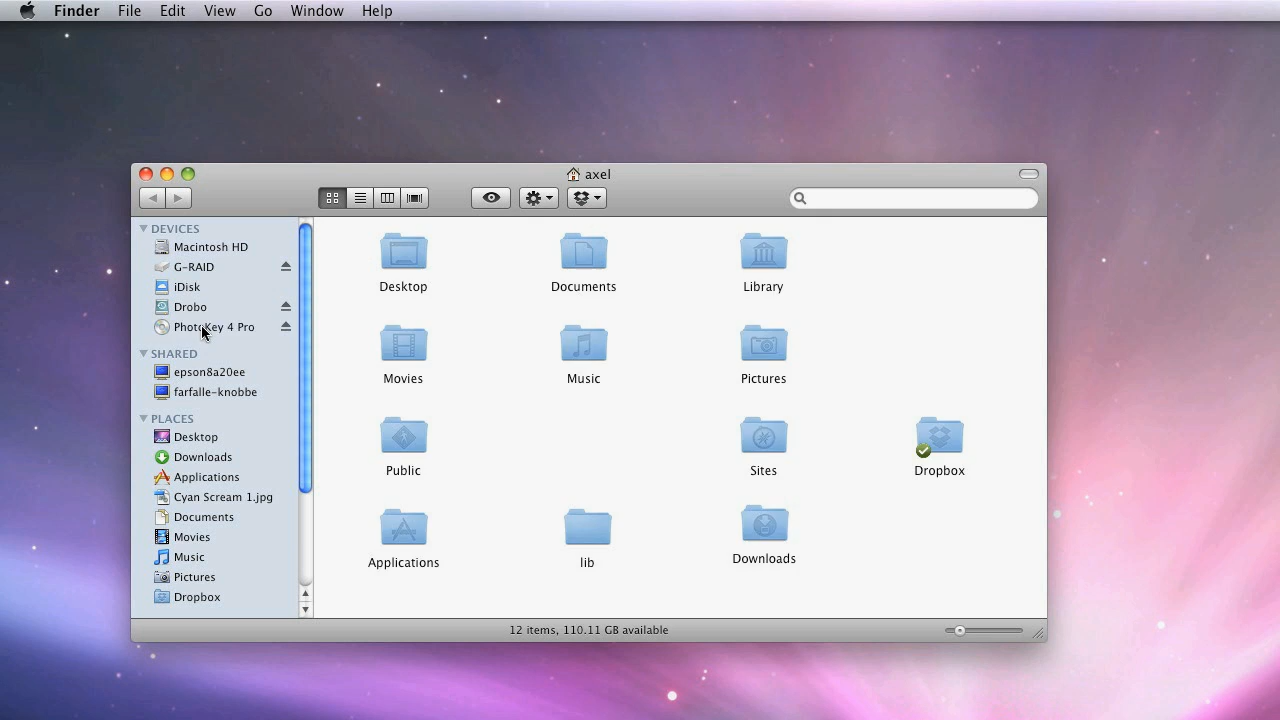 Finder File Edit View Go Window Help
axel
DEVICES
Macintosh HD
G-RAID
iDisk
Drobo
PhotoKey 4 Pro
SHARED
epson8a20ee
farfalle-knobbe
PLACES
Desktop
Downloads
Applications
Cyan Scream 1.jpg
Documents
Movies
Music
Pictures
Dropbox
Desktop Documents Library
Movies Music Pictures
Public Sites Dropbox
Applications lib Downloads
12 items, 110.11 GB available